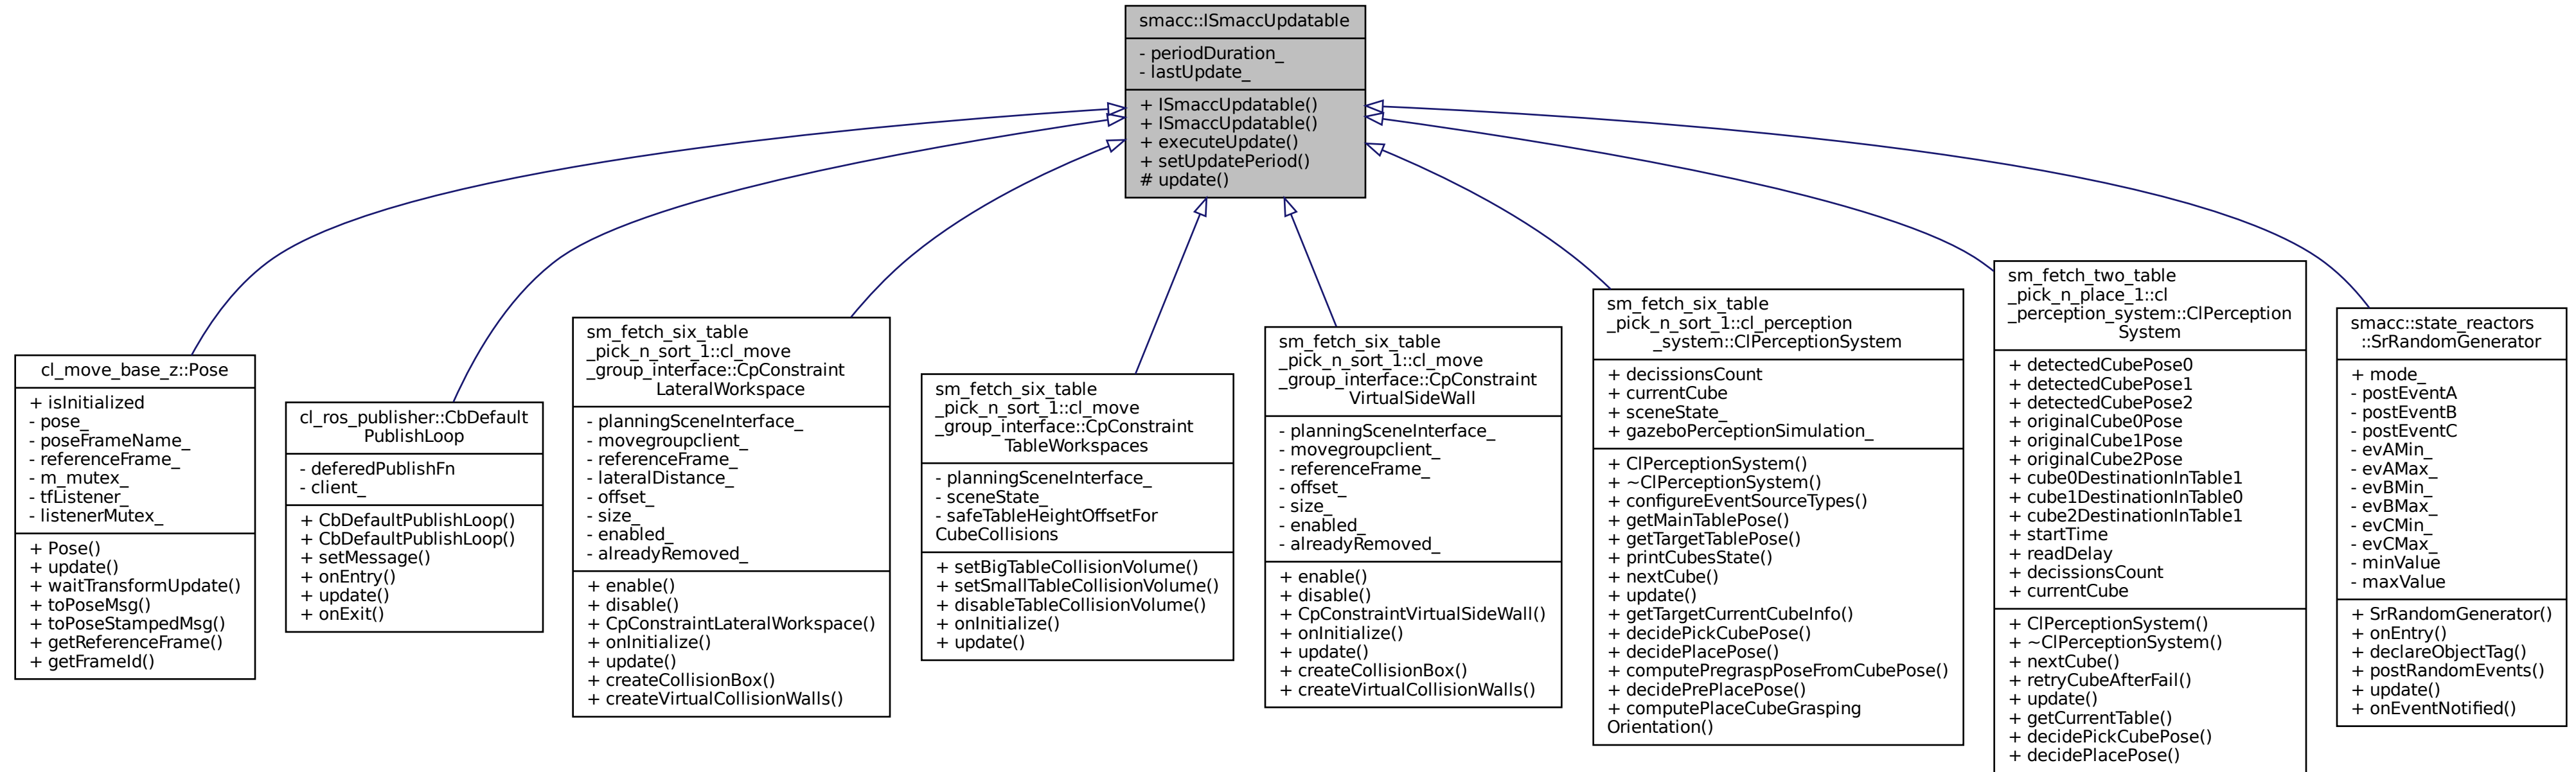 smacc::ISmaccUpdatable
- periodDuration_
- lastUpdate_
+ ISmaccUpdatable()
+ ISmaccUpdatable()
+ executeUpdate()
+ setUpdatePeriod()
# update()
cl_move_base_z::Pose
+ isInitialized
- pose_
- poseFrameName_
- referenceFrame_
- m_mutex_
- tfListener_
- listenerMutex_
+ Pose()
+ update()
+ waitTransformUpdate()
+ toPoseMsg()
+ toPoseStampedMsg()
+ getReferenceFrame()
+ getFrameId()
cl_ros_publisher::CbDefault
PublishLoop
- deferedPublishFn
- client_
+ CbDefaultPublishLoop()
+ CbDefaultPublishLoop()
+ setMessage()
+ onEntry()
+ update()
+ onExit()
sm_fetch_six_table
_pick_n_sort_1::cl_move
_group_interface::CpConstraint
LateralWorkspace
- planningSceneInterface_
- movegroupclient_
- referenceFrame_
- lateralDistance_
- offset_
- size_
- enabled_
- alreadyRemoved_
+ enable()
+ disable()
+ CpConstraintLateralWorkspace()
+ onInitialize()
+ update()
+ createCollisionBox()
+ createVirtualCollisionWalls()
sm_fetch_six_table
_pick_n_sort_1::cl_move
_group_interface::CpConstraint
TableWorkspaces
- planningSceneInterface_
- sceneState_
- safeTableHeightOffsetFor
CubeCollisions
+ setBigTableCollisionVolume()
+ setSmallTableCollisionVolume()
+ disableTableCollisionVolume()
+ onInitialize()
+ update()
sm_fetch_six_table
_pick_n_sort_1::cl_move
_group_interface::CpConstraint
VirtualSideWall
- planningSceneInterface_
- movegroupclient_
- referenceFrame_
- offset_
- size_
- enabled_
- alreadyRemoved_
+ enable()
+ disable()
+ CpConstraintVirtualSideWall()
+ onInitialize()
+ update()
+ createCollisionBox()
+ createVirtualCollisionWalls()
sm_fetch_six_table
_pick_n_sort_1::cl_perception
_system::ClPerceptionSystem
+ decissionsCount
+ currentCube
+ sceneState_
+ gazeboPerceptionSimulation_
+ ClPerceptionSystem()
+ ~ClPerceptionSystem()
+ configureEventSourceTypes()
+ getMainTablePose()
+ getTargetTablePose()
+ printCubesState()
+ nextCube()
+ update()
+ getTargetCurrentCubeInfo()
+ decidePickCubePose()
+ decidePlacePose()
+ computePregraspPoseFromCubePose()
+ decidePrePlacePose()
+ computePlaceCubeGrasping
Orientation()
sm_fetch_two_table
_pick_n_place_1::cl
_perception_system::ClPerception
System
+ detectedCubePose0
+ detectedCubePose1
+ detectedCubePose2
+ originalCube0Pose
+ originalCube1Pose
+ originalCube2Pose
+ cube0DestinationInTable1
+ cube1DestinationInTable0
+ cube2DestinationInTable1
+ startTime
+ readDelay
+ decissionsCount
+ currentCube
+ ClPerceptionSystem()
+ ~ClPerceptionSystem()
+ nextCube()
+ retryCubeAfterFail()
+ update()
+ getCurrentTable()
+ decidePickCubePose()
+ decidePlacePose()
smacc::state_reactors
::SrRandomGenerator
+ mode_
- postEventA
- postEventB
- postEventC
- evAMin_
- evAMax_
- evBMin_
- evBMax_
- evCMin_
- evCMax_
- minValue
- maxValue
+ SrRandomGenerator()
+ onEntry()
+ declareObjectTag()
+ postRandomEvents()
+ update()
+ onEventNotified()